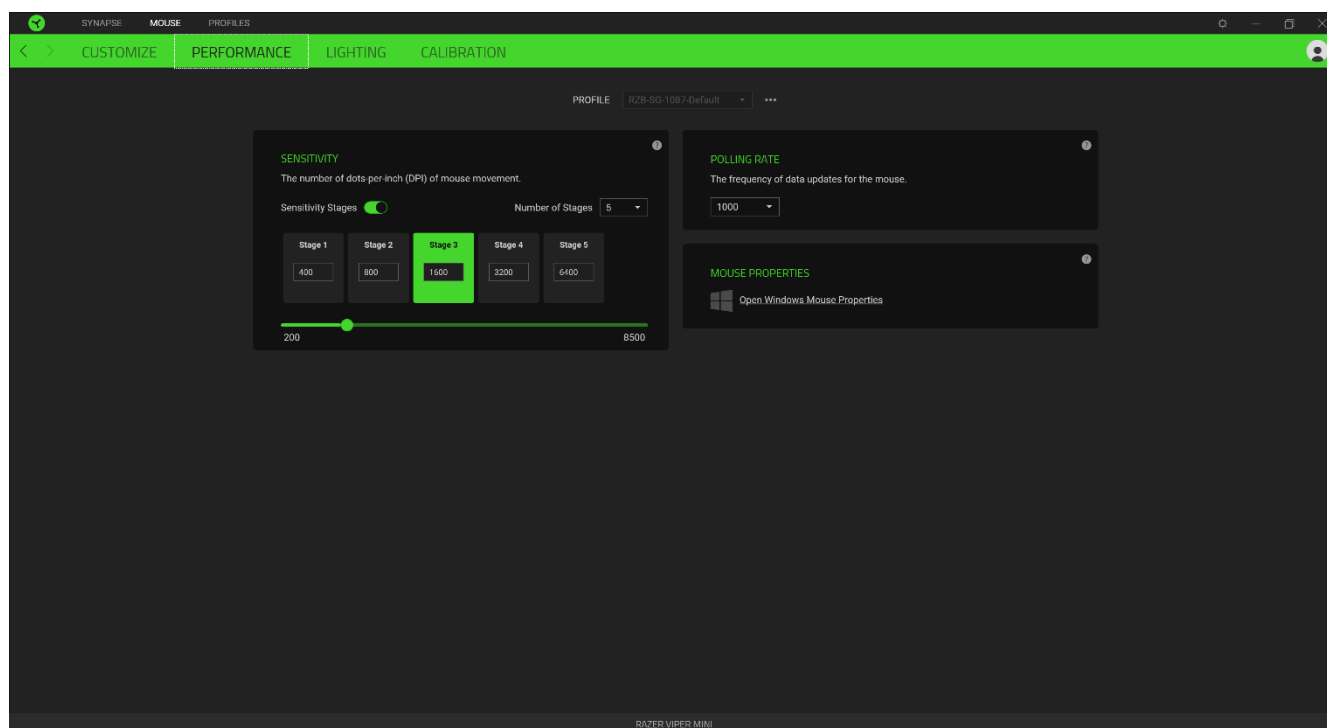 SYNAPSE MOUSE PROFILES
CUSTOMIZE PERFORMANCE LIGHTING CALIBRATION
PROFILE RZB-SG-1087-Default
SENSITIVITY
The number of dots-per-inch (DPI) of mouse movement.
Sensitivity Stages Number of Stages 5
Stage 1 Stage 2 Stage 3 Stage 4 Stage 5
400 800 1600 3200 6400
200 8500
POLLING RATE
The frequency of data updates for the mouse.
1000
MOUSE PROPERTIES
Open Windows Mouse Properties
RAZER VIPER MINI